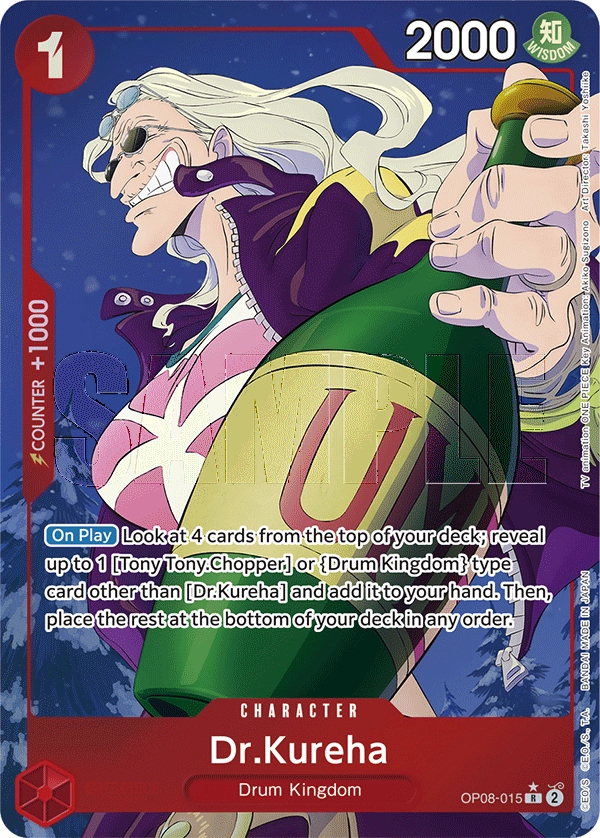 1
2000
知
WISDOM
COUNTER +1000
SAMPLE
U
On Play Look at 4 cards from the top of your deck; reveal
up to 1 [Tony Tony.Chopper] or {Drum Kingdom} type
card other than [Dr.Kureha] and add it to your hand. Then,
place the rest at the bottom of your deck in any order.
CHARACTER
Dr.Kureha
Drum Kingdom
OP08-015 R 2
TV animation ONE PIECE Key Animation: Akiko Sugizono Art Director: Takashi Yoshiike
©E.O/S ©E.O./S., T.A. BANDAI MADE IN JAPAN